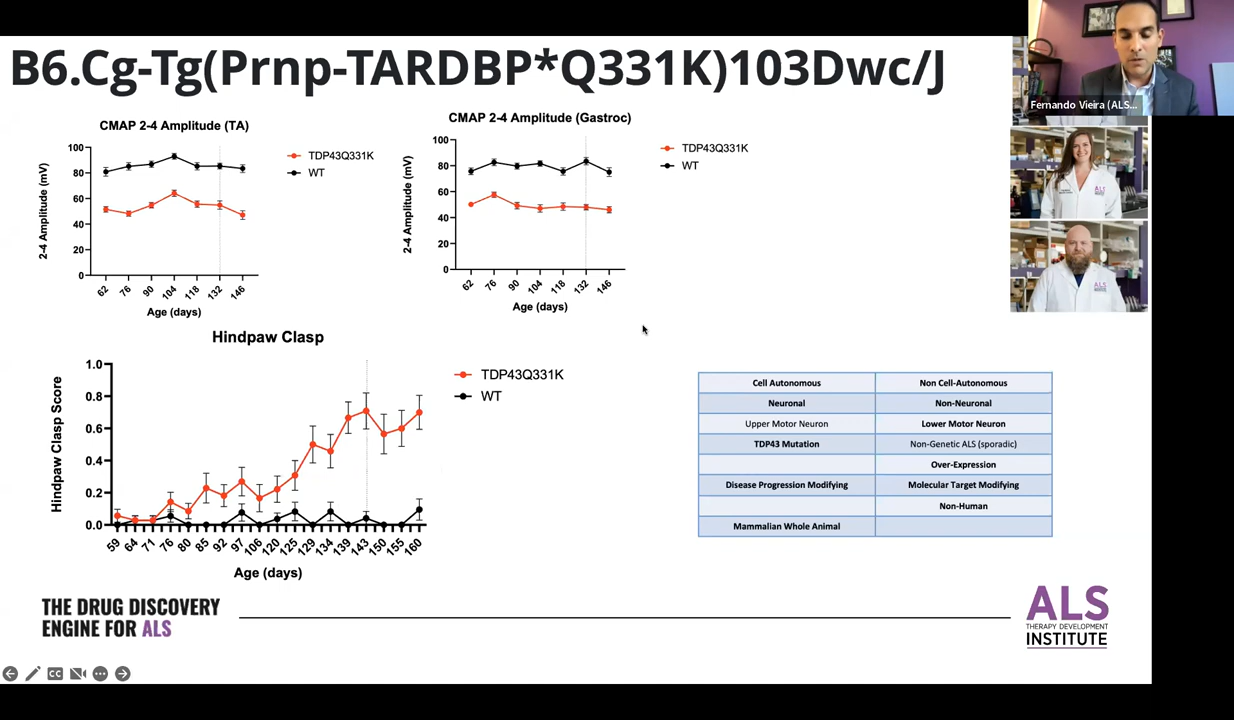 B6.Cg-Tg(Prnp-TARDBP*Q331K)103Dwc/J
Fernando Vieira (ALS...
CMAP 2-4 Amplitude (TA)
2-4 Amplitude (mV)
100
80
60
40
20
0
62 76 90 104 118 132 146
Age (days)
TDP43Q331K
WT
CMAP 2-4 Amplitude (Gastroc)
2-4 Amplitude (mV)
100
80
60
40
20
0
62 76 90 104 118 132 146
Age (days)
TDP43Q331K
WT
Hindpaw Clasp
Hindpaw Clasp Score
1.0
0.8
0.6
0.4
0.2
0.0
59 64 71 76 80 85 92 97 106 120 125 129 134 139 143 150 155 160
Age (days)
TDP43Q331K
WT
Cell Autonomous Non Cell-Autonomous
Neuronal Non-Neuronal
Upper Motor Neuron Lower Motor Neuron
TDP43 Mutation Non-Genetic ALS (sporadic)
Over-Expression
Disease Progression Modifying Molecular Target Modifying
Non-Human
Mammalian Whole Animal
THE DRUG DISCOVERY
ENGINE FOR ALS
ALS
THERAPY DEVELOPMENT
INSTITUTE
CC
ALS
ALS